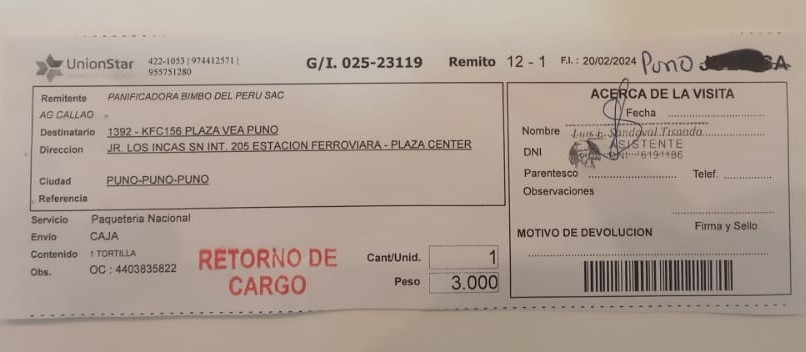 UnionStar 422-1053 | 974412571 | 955751280 G/I. 025-23119 Remito 12 - 1 F.I. : 20/02/2024 Puno
Remitente PANIFICADORA BIMBO DEL PERU SAC
AG CALLAO
Destinatario 1392 - KFC156 PLAZA VEA PUNO
Direccion JR. LOS INCAS SN INT. 205 ESTACION FERROVIARA - PLAZA CENTER
Ciudad PUNO-PUNO-PUNO
Referencia
Servicio Paqueteria Nacional
Envio CAJA
Contenido 1 TORTILLA
Obs. OC : 4403835822
RETORNO DE
CARGO
Cant/Unid. 1
Peso 3.000
ACERCA DE LA VISITA
Fecha
Nombre Sandoval Tisnado
ASISTENTE
DNI
Parentesco Telef.
Observaciones
Firma y Sello
MOTIVO DE DEVOLUCION